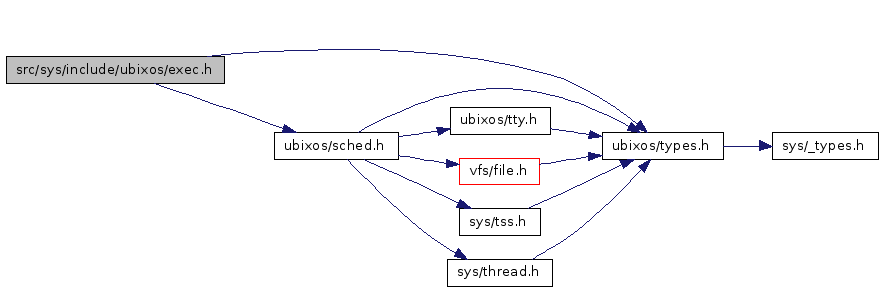 src/sys/include/ubixos/exec.h
ubixos/tty.h
ubixos/sched.h
ubixos/types.h
sys/_types.h
vfs/file.h
sys/tss.h
sys/thread.h